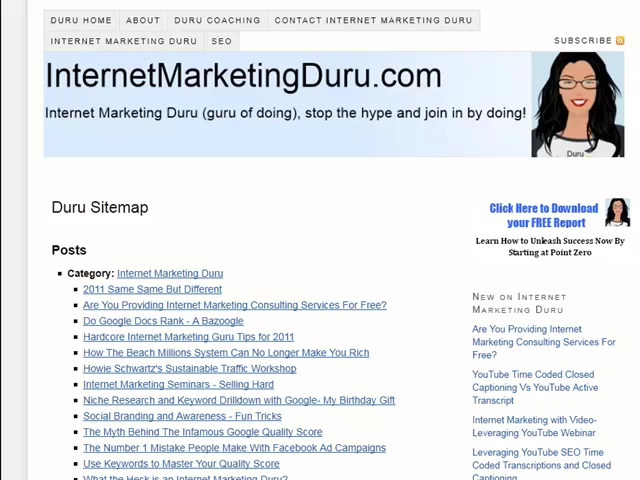 DURU HOME
ABOUT
DURU COACHING
CONTACT INTERNET MARKETING DURU
INTERNET MARKETING DURU
SEO
SUBSCRIBE
InternetMarketingDuru.com
Internet Marketing Duru (guru of doing), stop the hype and join in by doing!
Duru
Duru Sitemap
Posts
Category: Internet Marketing Duru
2011 Same Same But Different
Are You Providing Internet Marketing Consulting Services For Free?
Do Google Docs Rank - A Bazoogle
Hardcore Internet Marketing Guru Tips for 2011
How The Beach Millions System Can No Longer Make You Rich
Howie Schwartz's Sustainable Traffic Workshop
Internet Marketing Seminars - Selling Hard
Niche Research and Keyword Drilldown with Google- My Birthday Gift
Social Branding and Awareness - Fun Tricks
The Myth Behind The Infamous Google Quality Score
The Number 1 Mistake People Make With Facebook Ad Campaigns
Use Keywords to Master Your Quality Score
What the Heck is an Internet Marketing Duru?
Click Here to Download
your FREE Report
Learn How to Unleash Success Now By
Starting at Point Zero
NEW ON INTERNET
MARKETING DURU
Are You Providing Internet
Marketing Consulting Services For
Free?
YouTube Time Coded Closed
Captioning Vs YouTube Active
Transcript
Internet Marketing with Video-
Leveraging YouTube Webinar
Leveraging YouTube SEO Time
Coded Transcriptions and Closed
Captioning